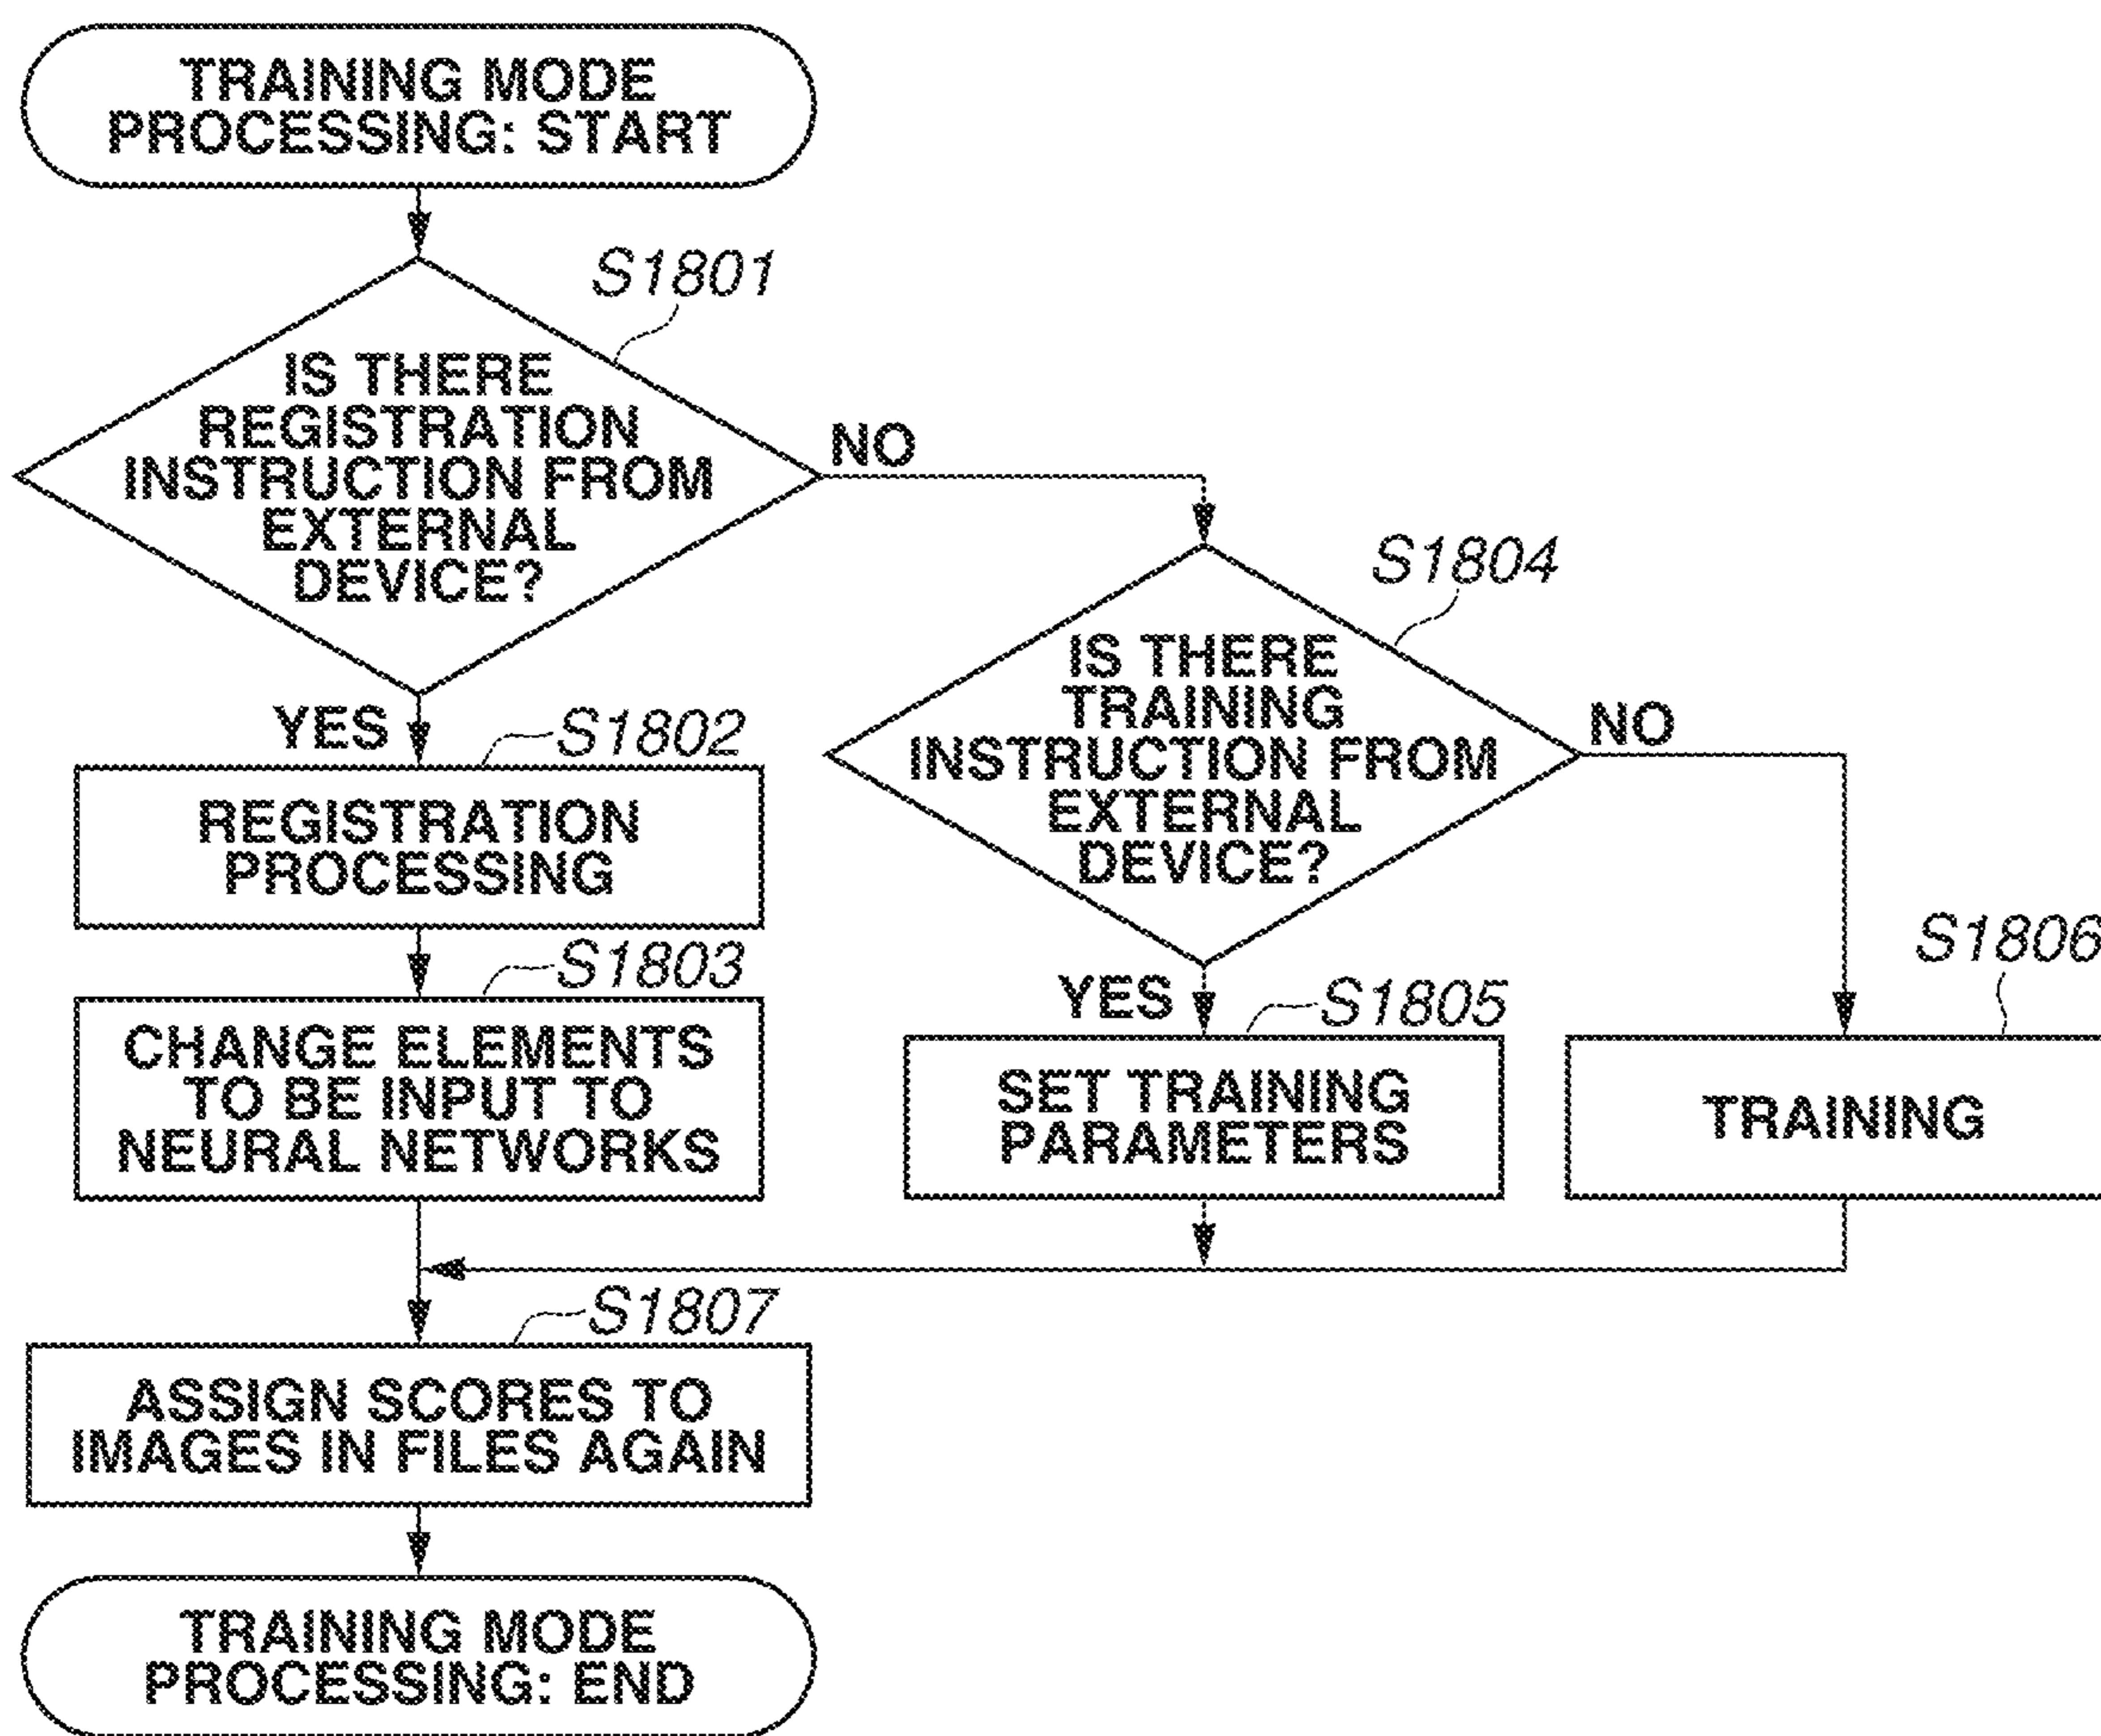 TRAINING MODE
PROCESSING: START
S1801
IS THERE
REGISTRATION
INSTRUCTION FROM
EXTERNAL
DEVICE?
NO
YES
S1802
REGISTRATION
PROCESSING
S1803
CHANGE ELEMENTS
TO BE INPUT TO
NEURAL NETWORKS
S1804
IS THERE
TRAINING
INSTRUCTION FROM
EXTERNAL
DEVICE?
NO
YES
S1805
SET TRAINING
PARAMETERS
S1806
TRAINING
S1807
ASSIGN SCORES TO
IMAGES IN FILES AGAIN
TRAINING MODE
PROCESSING: END